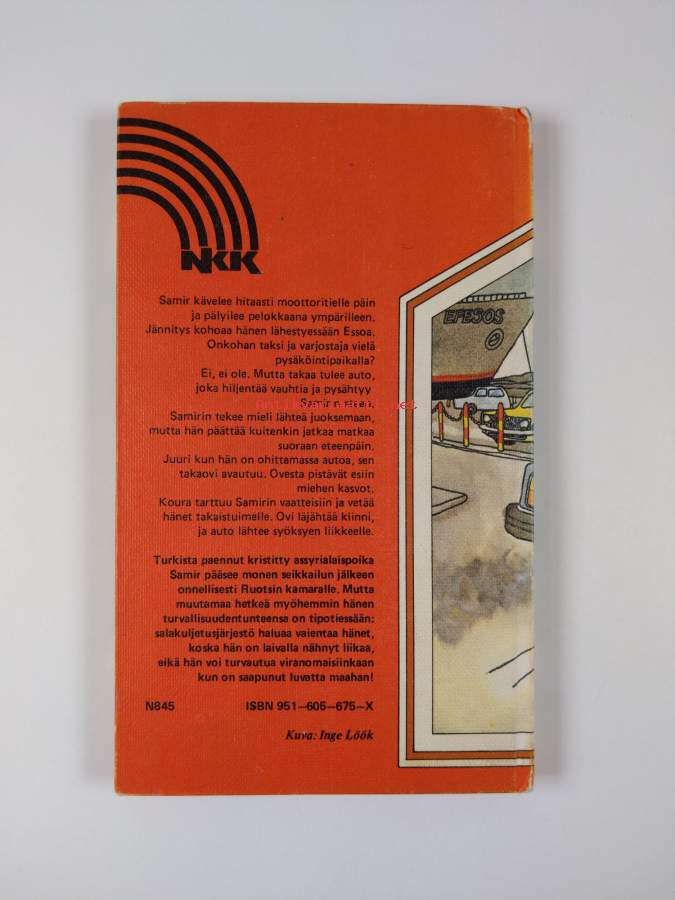 NKK
EFESOS
Samir kävelee hitaasti moottoritielle päin
ja pälyilee pelokkaana ympärilleen.
Jännitys kohoaa hänen lähestyessään Essoa.
Onkohan taksi ja varjostaja vielä
pysäköintipaikalla?
Ei, ei ole. Mutta takaa tulee auto,
joka hiljentää vauhtia ja pysähtyy
Samirin
Samirin tekee mieli lähteä juoksemaan,
mutta hän päättää kuitenkin jatkaa matkaa
suoraan eteenpäin.
Juuri kun hän on ohittamassa autoa, sen
takaovi avautuu. Ovesta pistävät esiin
miehen kasvot.
Koura tarttuu Samirin vaatteisiin ja vetää
hänet takaistuimelle. Ovi läjähtää kiinni,
ja auto lähtee syöksyen liikkeelle.
Turkista paennut kristitty assyrialaispoika
Samir pääsee monen seikkailun jälkeen
onnellisesti Ruotsin kamaralle. Mutta
muutamaa hetkeä myöhemmin hänen
turvallisuudentunteensa on tipotiessään:
salakuljetusjärjestö haluaa vaientaa hänet,
koska hän on laivalla nähnyt liikaa,
eikä hän voi turvautua viranomaisiinkaan
kun on saapunut luvatta maahan!
N845 ISBN 951–605–675–X
Kuva: Inge Löök